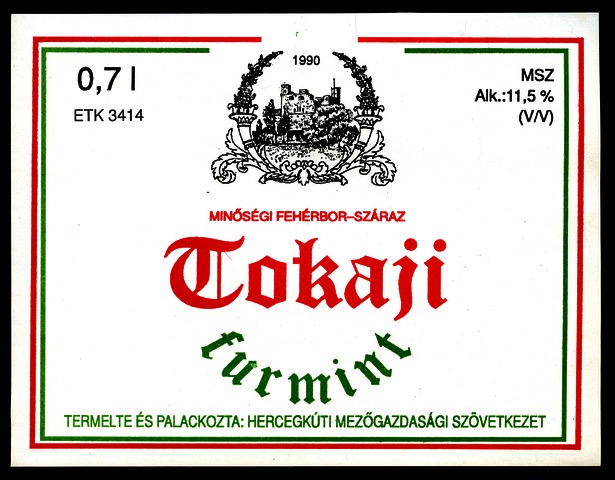 1990
0,7 l
ETK 3414
MSZ
Alk.:11,5 %
(V/V)
MINŐSÉGI FEHÉRBOR–SZÁRAZ
Tokaji
furmint
TERMELTE ÉS PALACKOZTA: HERCEGKÚTI MEZŐGAZDASÁGI SZÖVETKEZET